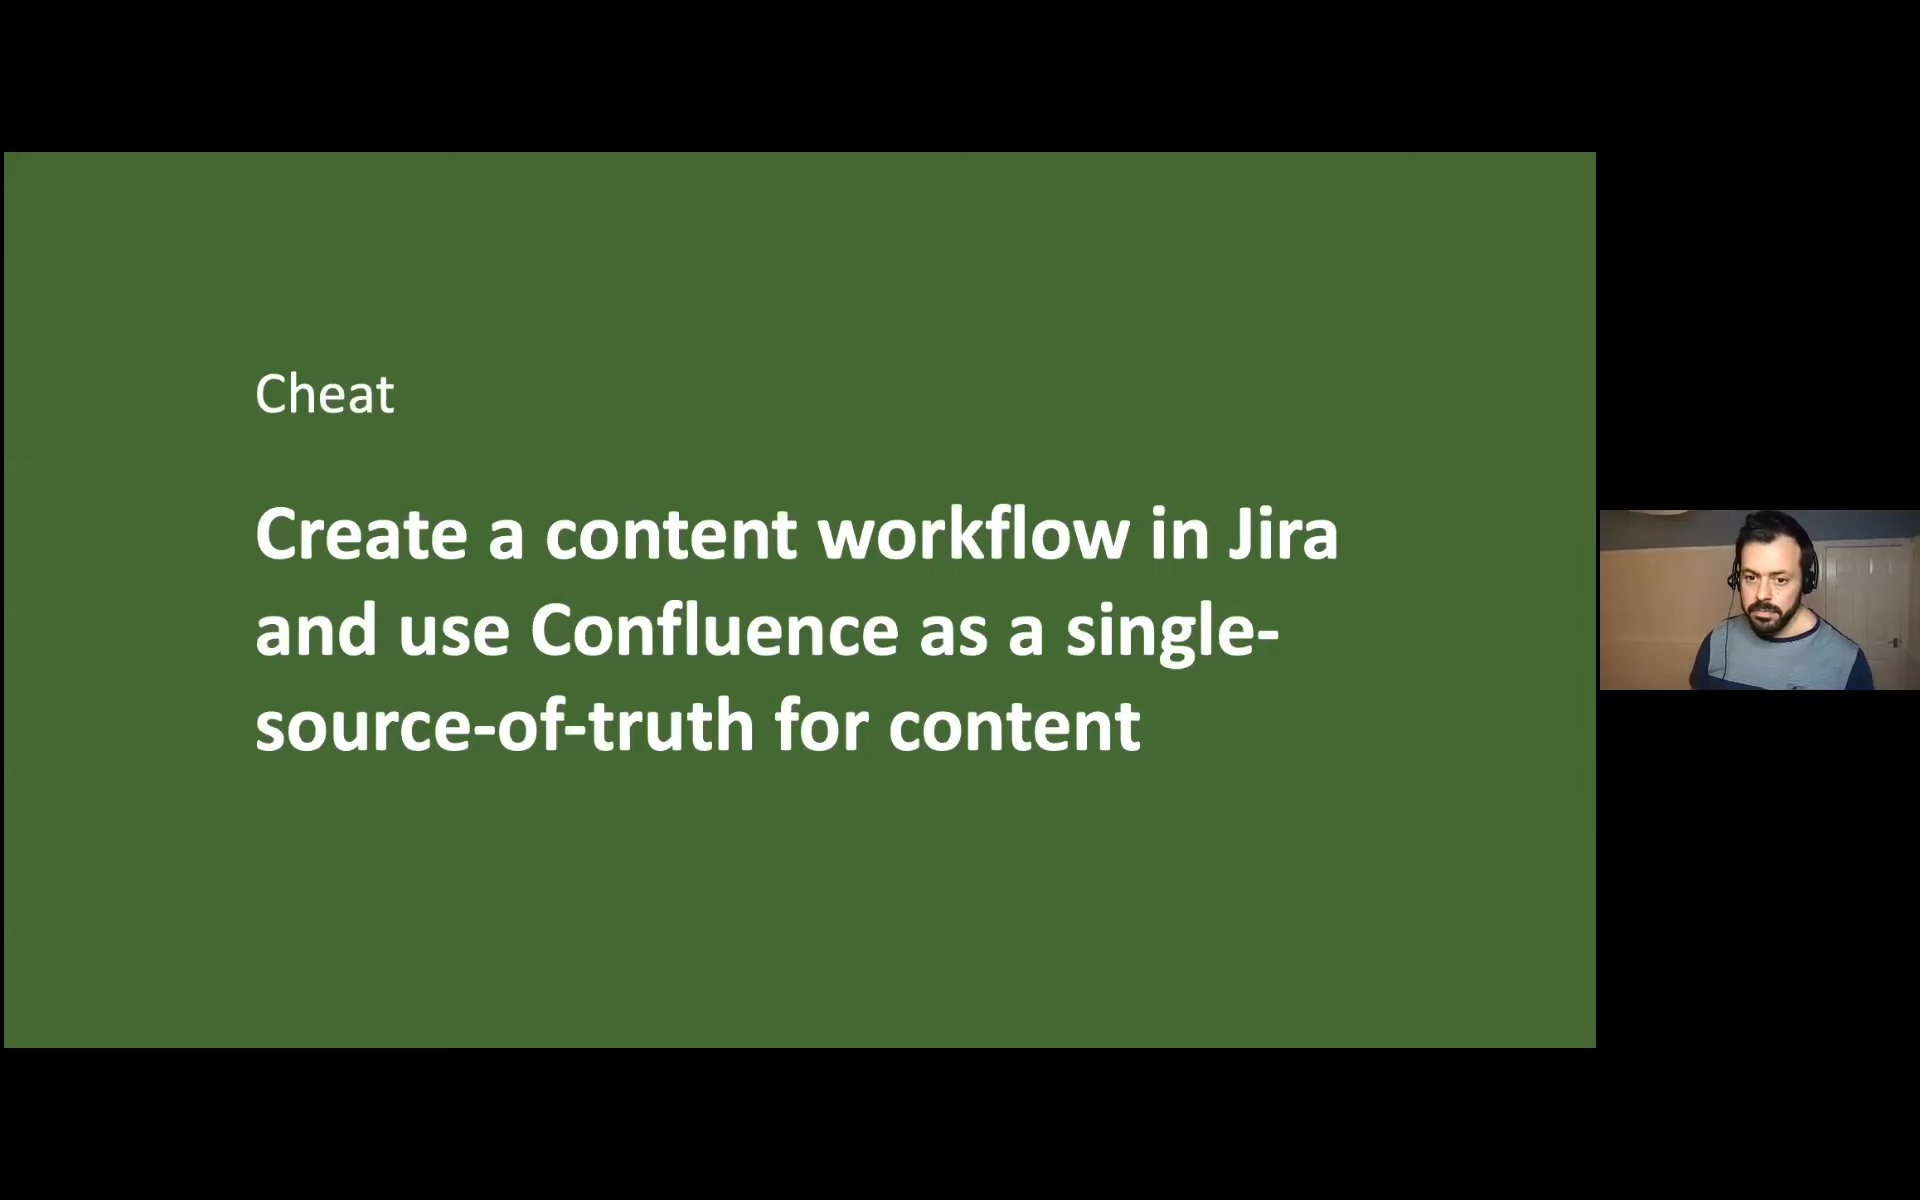 Cheat
Create a content workflow in Jira
and use Confluence as a single-
source-of-truth for content